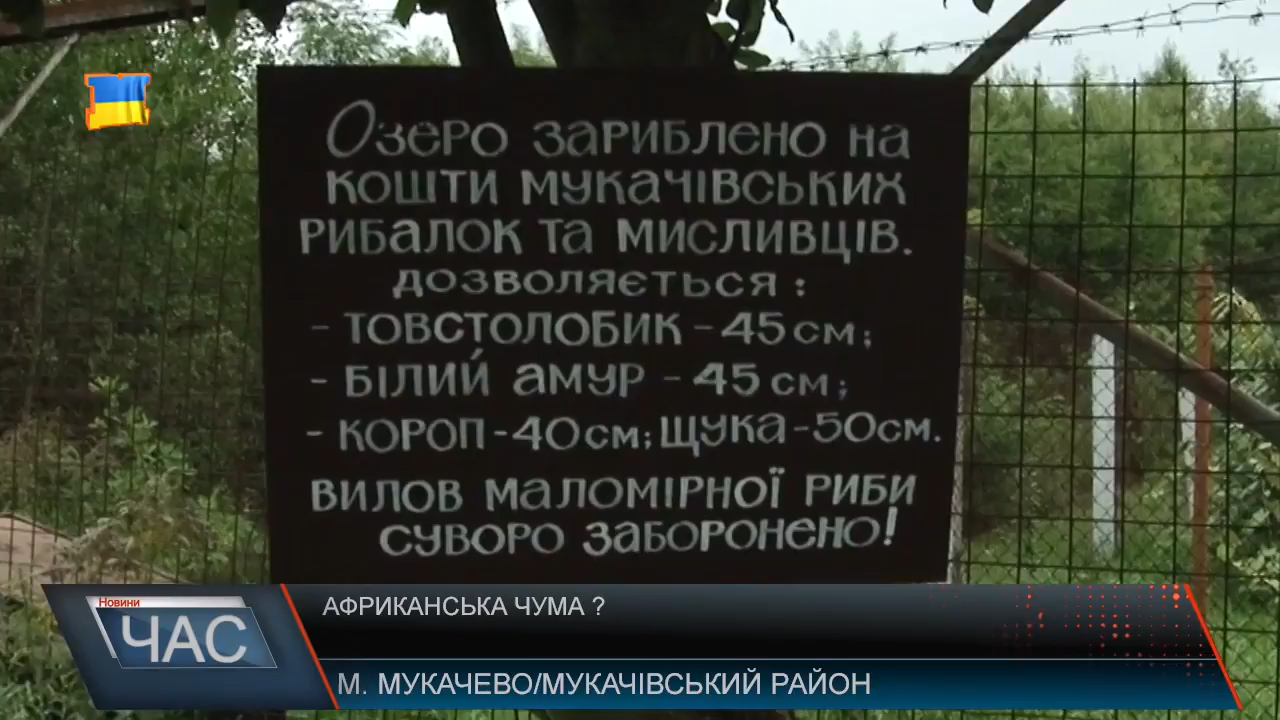 Озеро зариблено на
кошти мукачівських
рибалок та мисливців.
дозволяється :
- товстолобик - 45 см;
- білий амур - 45 см;
- короп - 40 см; щука - 50 см.
вилов маломірної риби
суворо заборонено!
Новини
ЧАС
АФРИКАНСЬКА ЧУМА ?
М. МУКАЧЕВО/МУКАЧІВСЬКИЙ РАЙОН